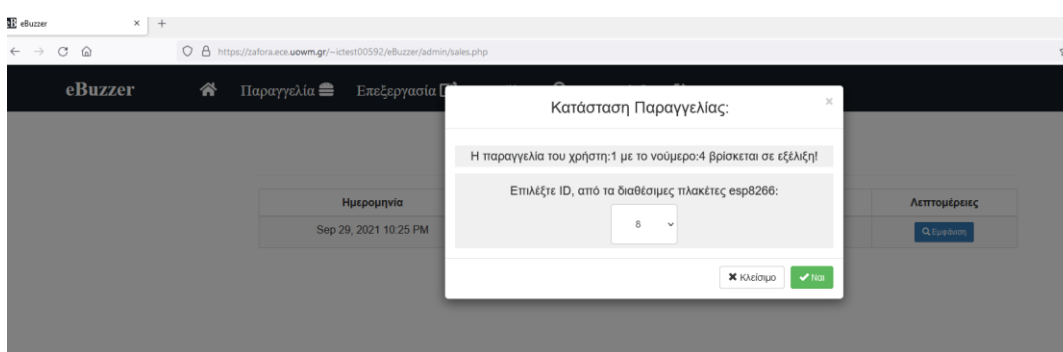 eBuzzer
https://zafora.ece.uowm.gr/~ictest00592/eBuzzer/admin/sales.php
eBuzzer Παραγγελία Επεξεργασία
Κατάσταση Παραγγελίας:
Η παραγγελία του χρήστη:1 με το νούμερο:4 βρίσκεται σε εξέλιξη!
Επιλέξτε ID, από τα διαθέσιμες πλακέτες esp8266:
8
Κλείσιμο Ναι
Ημερομηνία Λεπτομέρειες
Sep 29, 2021 10:25 PM Εμφάνιση